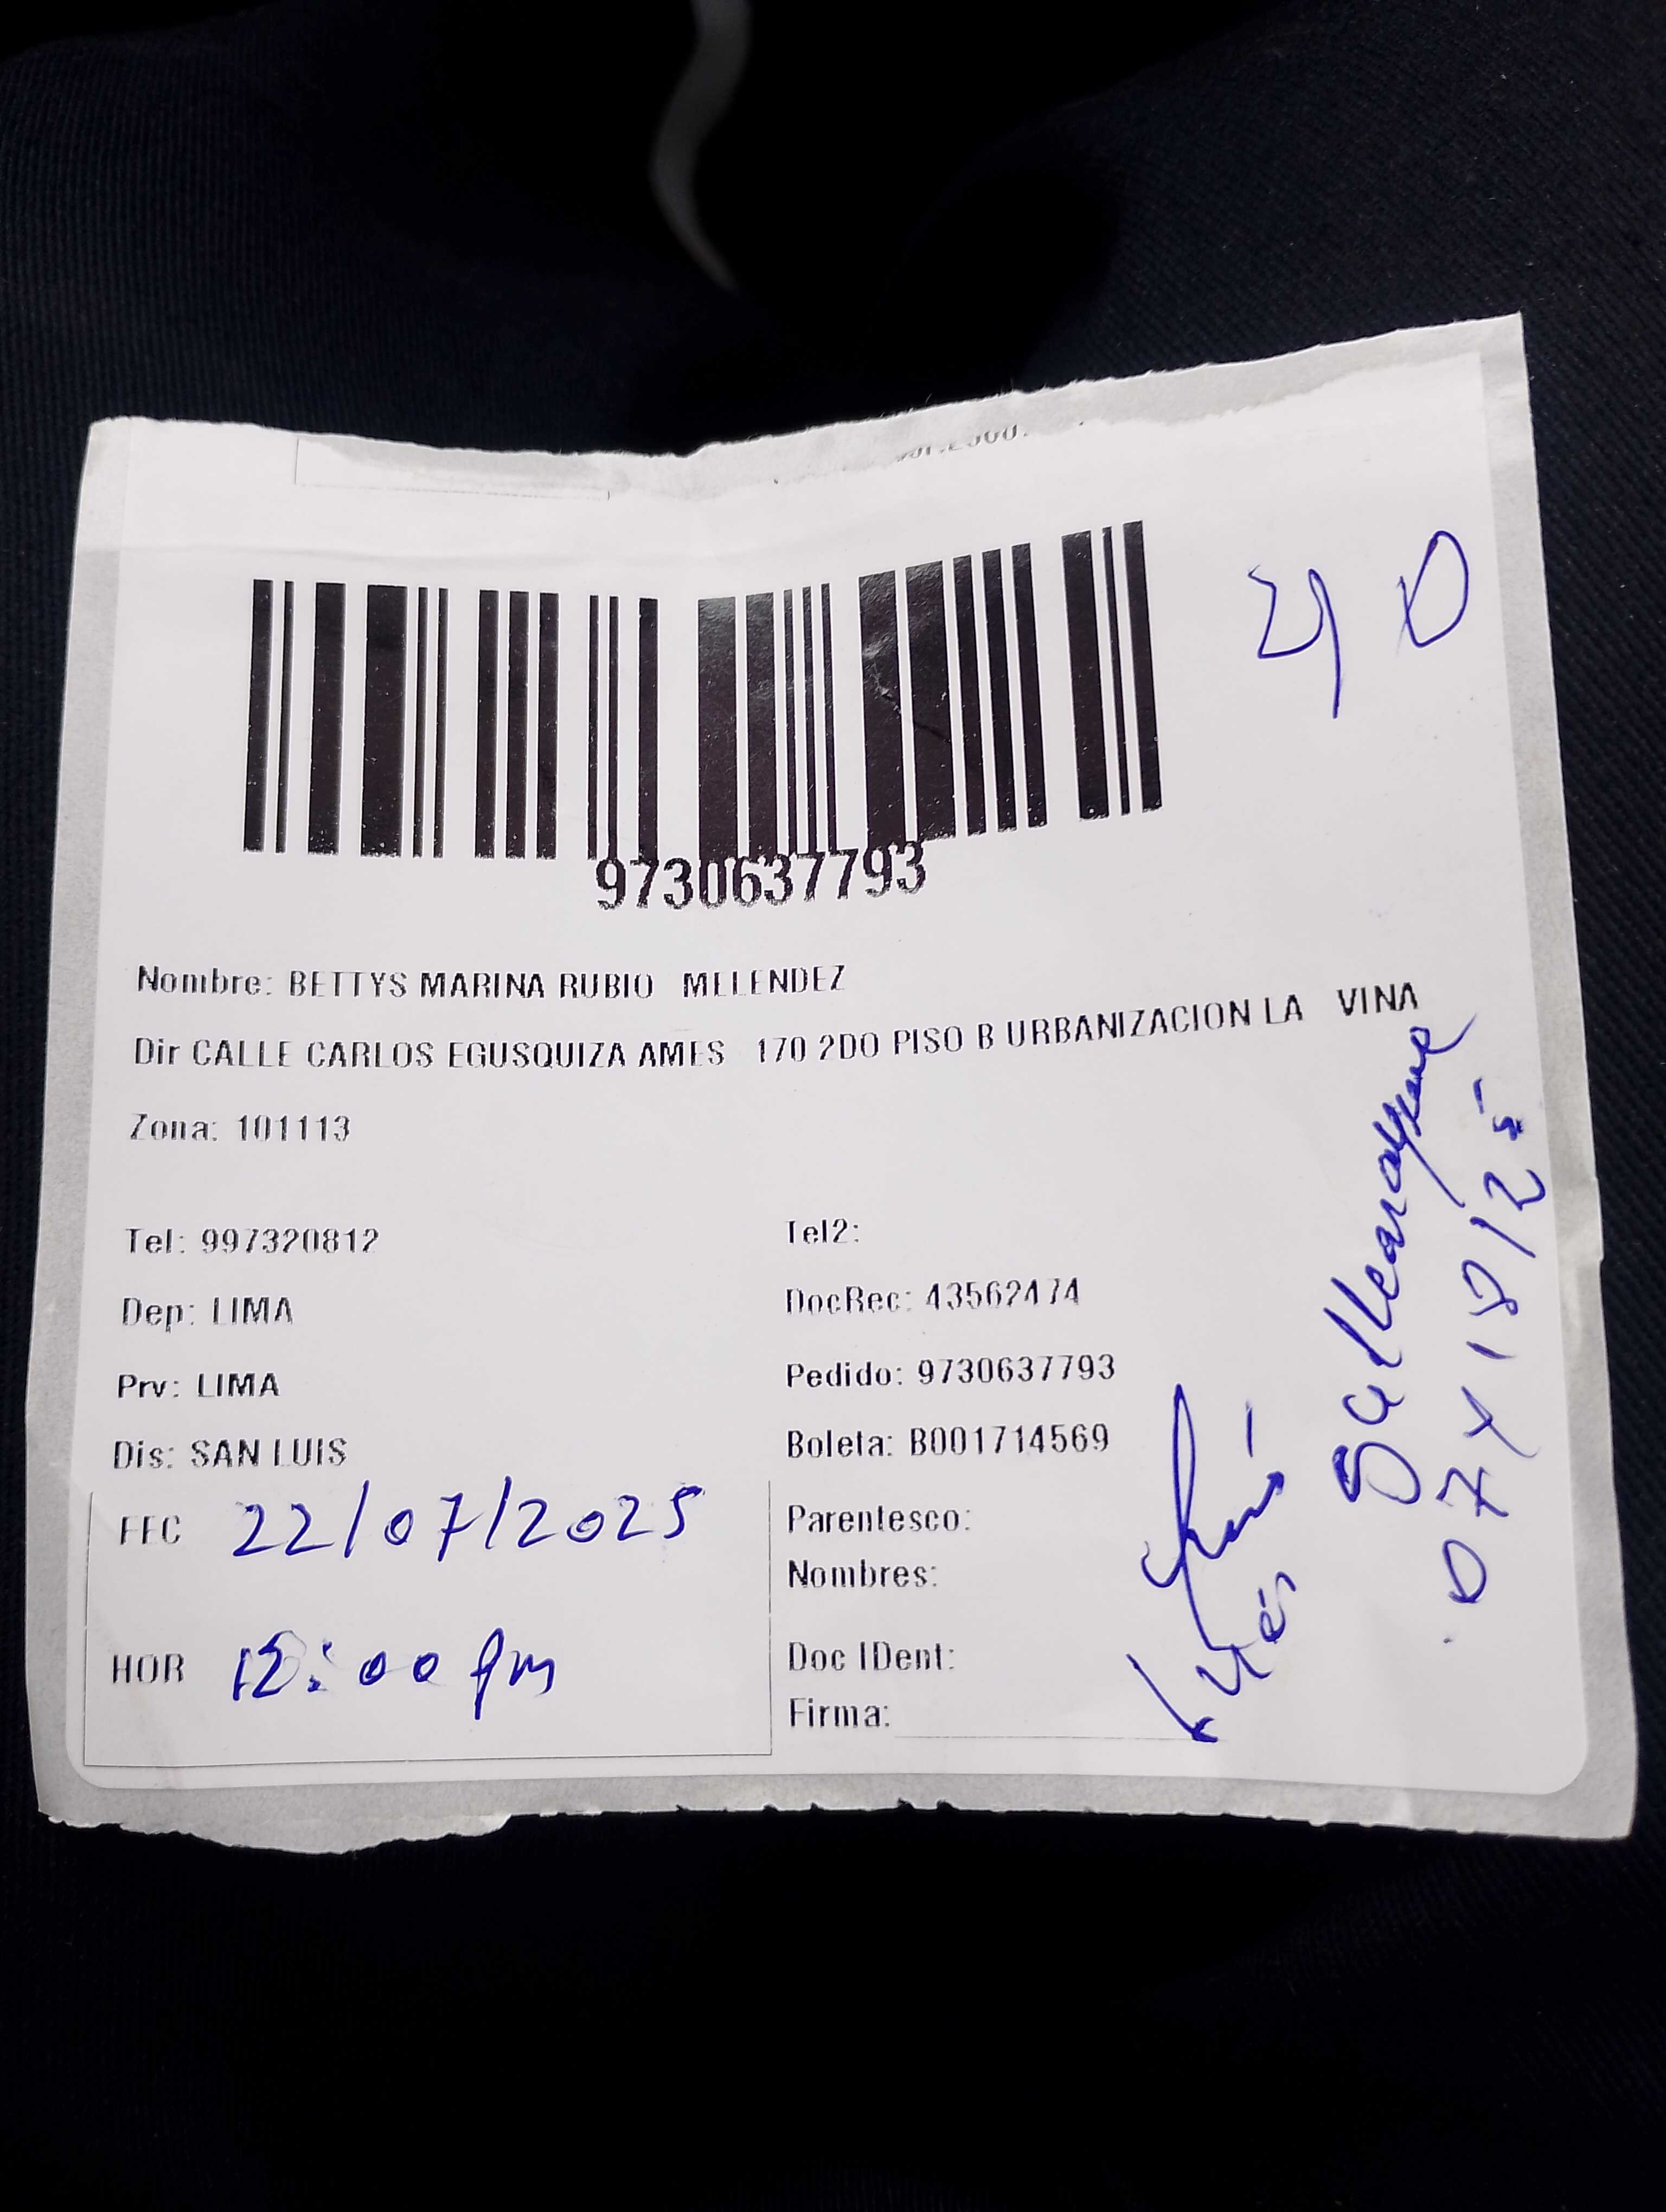 9730637793
Nombre: BETTYS MARINA RUBIO MELENDEZ
Dir CALLE CARLOS EGUSQUIZA AMES 170 2DO PISO B URBANIZACION LA VINA
Zona: 101113
Tel: 997320812
Tel2:
Dep: LIMA
DocRec: 43562474
Prv: LIMA
Pedido: 9730637793
Dis: SAN LUIS
Boleta: B001714569
FEC 22/07/2025
Parentesco:
Nombres:
HOR 12:00 pm
Doc IDent:
Firma: